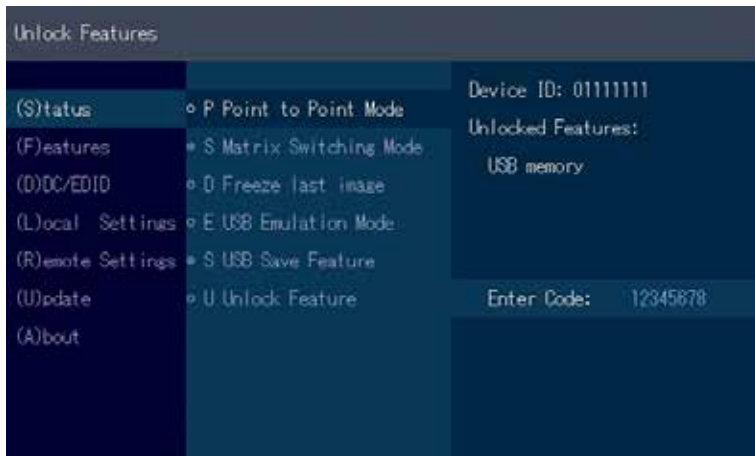 Unlock Features
(S)tatus
(F)eatures
(D)DC/EDID
(L)ocal Settings
(R)emote Settings
(U)pdate
(A)bout
P Point to Point Mode
S Matrix Switching Mode
D Freeze last image
E USB Emulation Mode
S USB Save Feature
U Unlock Feature
Device ID: 01111111
Unlocked Features:
USB memory
Enter Code: 12345678